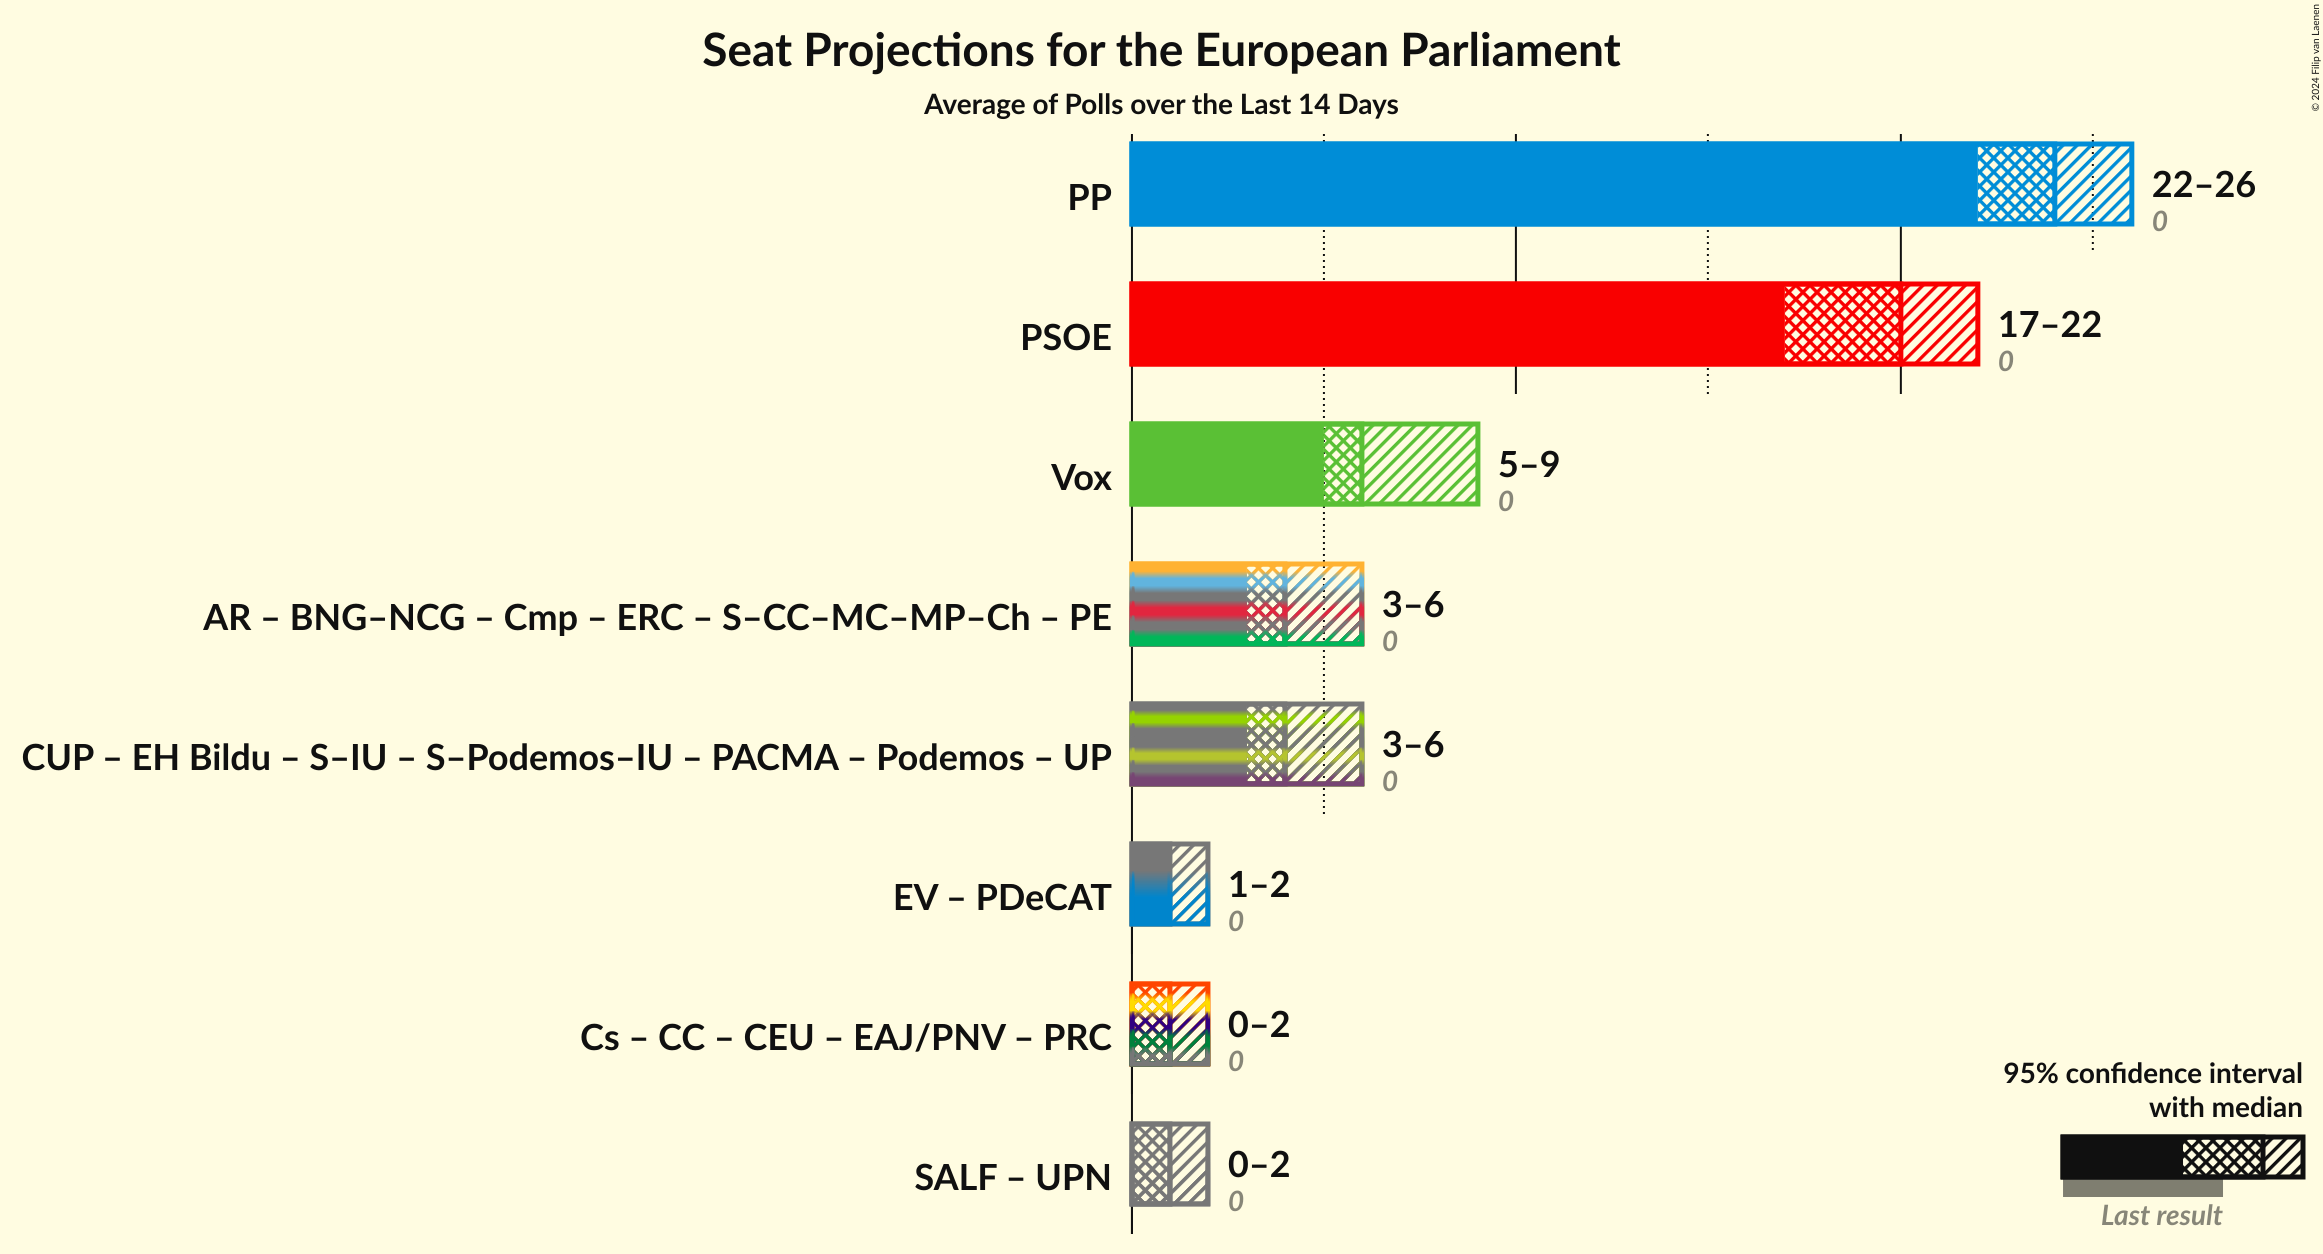 Seat Projections for the European Parliament
Average of Polls over the Last 14 Days
© 2024 Filip van Laenen
PP
22–26
0
PSOE
17–22
0
Vox
5–9
0
AR – BNG–NCG – Cmp – ERC – S–CC–MC–MP–Ch – PE
3–6
0
CUP – EH Bildu – S–IU – S–Podemos–IU – PACMA – Podemos – UP
3–6
0
EV – PDeCAT
1–2
0
Cs – CC – CEU – EAJ/PNV – PRC
0–2
0
SALF – UPN
0–2
0
95% confidence interval
with median
Last result